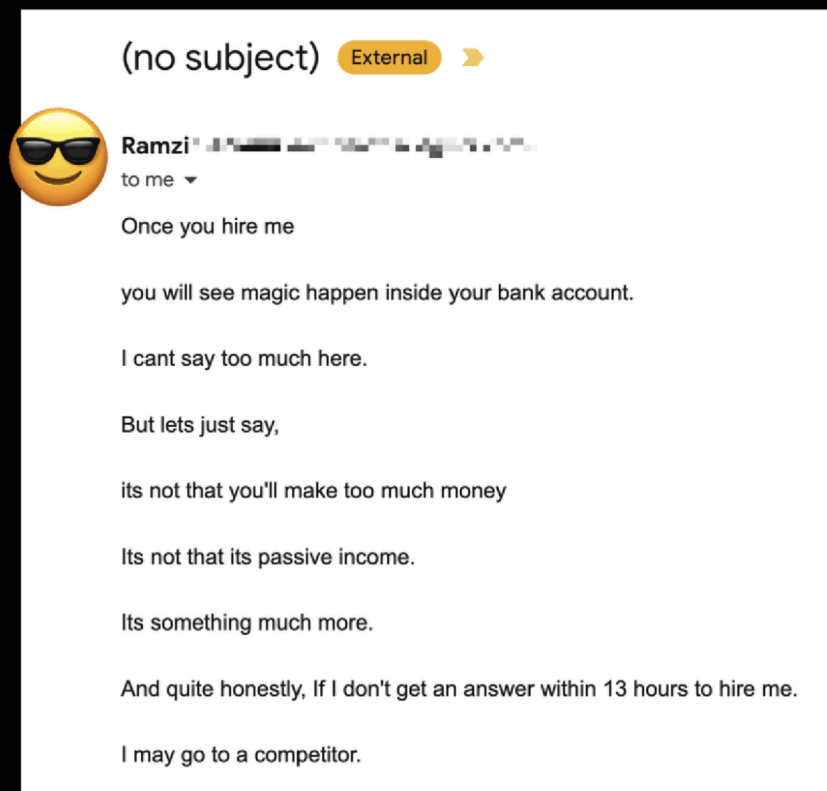 (no subject) External
Ramzi
to me
Once you hire me
you will see magic happen inside your bank account.
I cant say too much here.
But lets just say,
its not that you'll make too much money
Its not that its passive income.
Its something much more.
And quite honestly, If I don't get an answer within 13 hours to hire me.
I may go to a competitor.